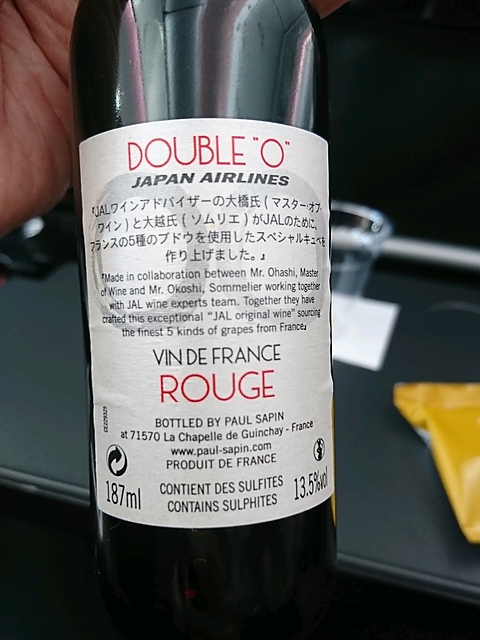 DOUBLE "O"
JAPAN AIRLINES
『JALワインアドバイザーの大橋氏(マスター・オブ・
ワイン)と大越氏(ソムリエ)がJALのために、
フランスの5種のブドウを使用したスペシャルキュベを
作り上げました。』
『Made in collaboration between Mr. Ohashi, Master
of Wine and Mr. Okoshi, Sommelier working together
with JAL wine experts team. Together they have
crafted this exceptional "JAL original wine" sourcing
the finest 5 kinds of grapes from France』
VIN DE FRANCE
ROUGE
BOTTLED BY PAUL SAPIN
at 71570 La Chapelle de Guinchay - France
www.paul-sapin.com
PRODUIT DE FRANCE
187ml
CONTIENT DES SULFITES
CONTAINS SULPHITES
13.5%vol